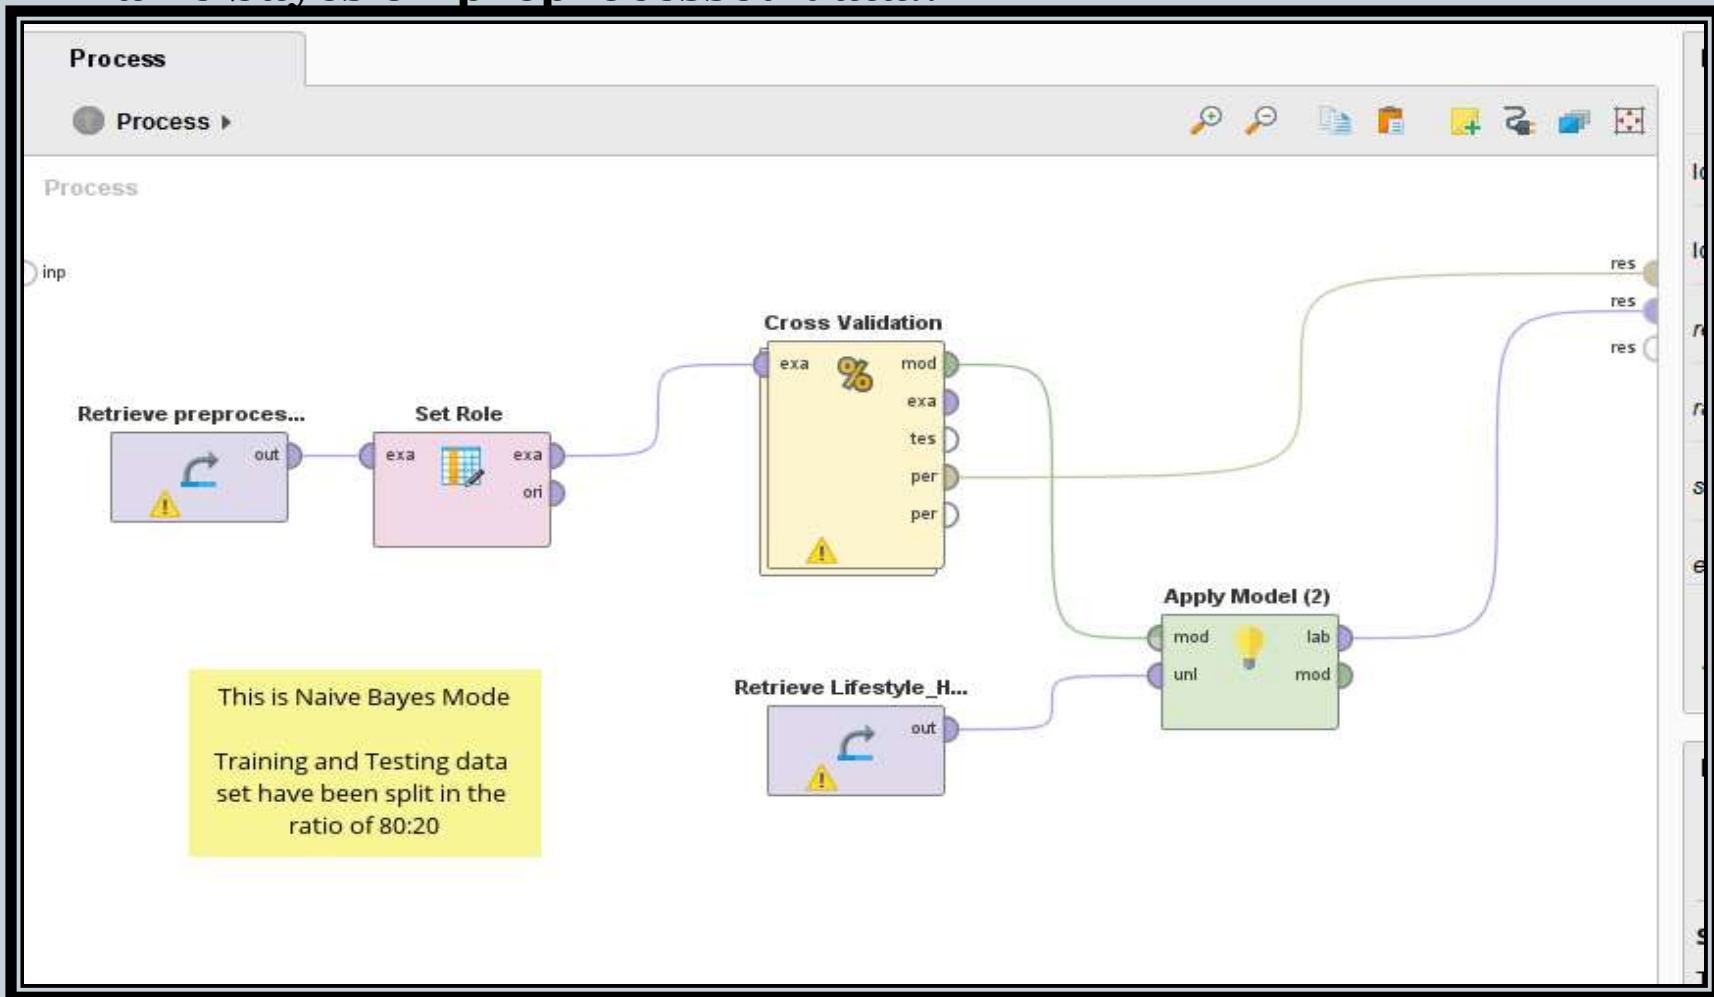 Process
Process
Process
inp
res
res
res
Cross Validation
exa
mod
exa
tes
per
per
Retrieve preproces...
out
Set Role
exa
exa
ori
Apply Model (2)
mod
lab
unl
mod
Retrieve Lifestyle_H...
out
This is Naive Bayes Mode
Training and Testing data
set have been split in the
ratio of 80:20